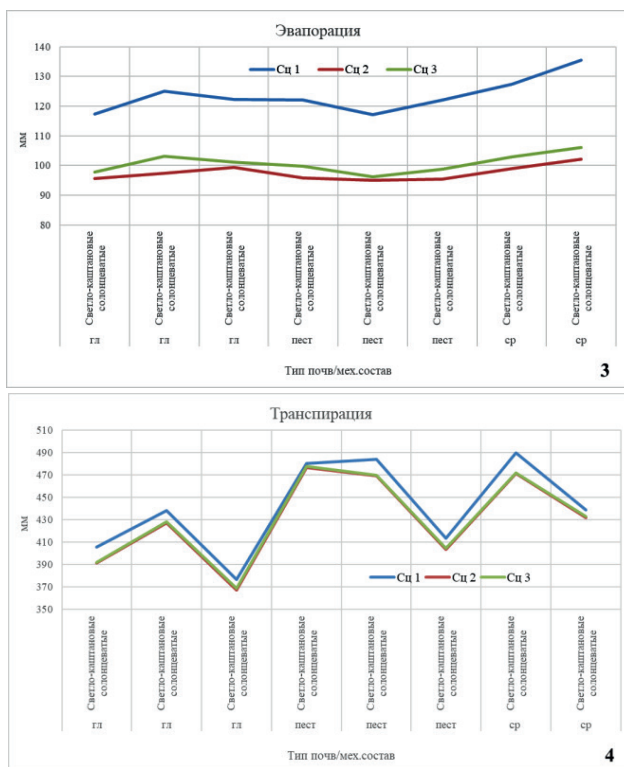 Эвапорация
140
130
120
110
100
90
80
мм
Сц 1 Сц 2 Сц 3
Светло-каштановые солонцеватые
Светло-каштановые солонцеватые
Светло-каштановые солонцеватые
Светло-каштановые солонцеватые
Светло-каштановые солонцеватые
Светло-каштановые солонцеватые
Светло-каштановые солонцеватые
Светло-каштановые солонцеватые
гл гл гл пест пест пест ср ср
Тип почв/мех.состав
3
Транспирация
510
490
470
450
430
410
390
370
350
мм
Сц 1 Сц 2 Сц 3
Светло-каштановые солонцеватые
Светло-каштановые солонцеватые
Светло-каштановые солонцеватые
Светло-каштановые солонцеватые
Светло-каштановые солонцеватые
Светло-каштановые солонцеватые
Светло-каштановые солонцеватые
Светло-каштановые солонцеватые
гл гл гл пест пест пест ср ср
Тип почв/мех.состав
4